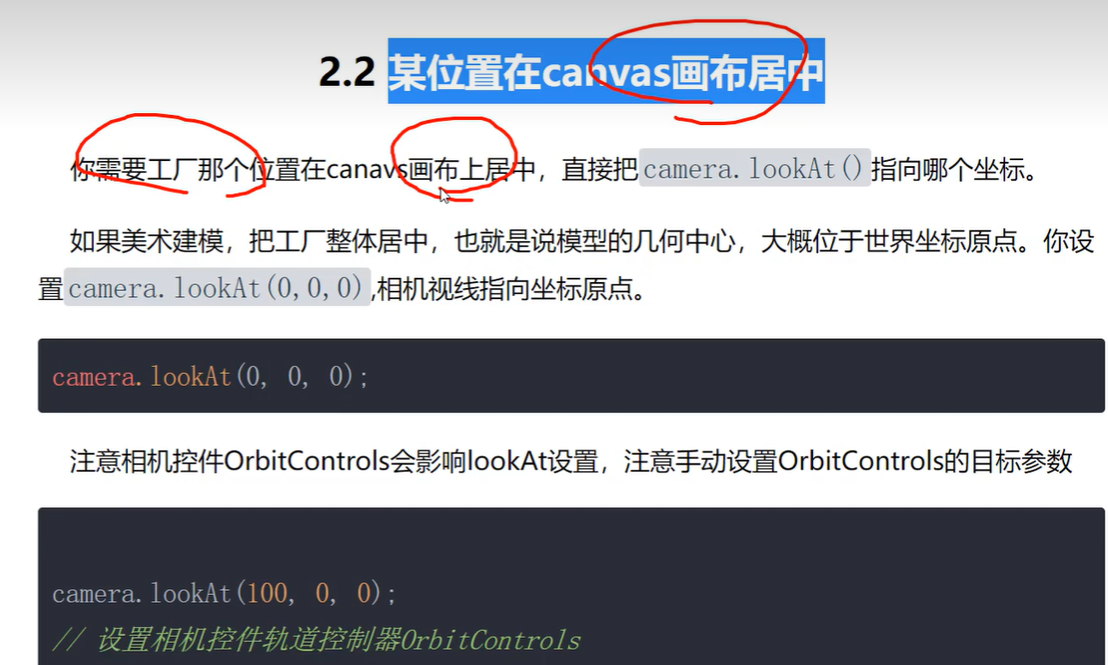 2.2 某位置在canvas画布居中
你需要工厂那个位置在canavs画布上居中，直接把camera.lookAt()指向哪个坐标。
如果美术建模，把工厂整体居中，也就是说模型的几何中心，大概位于世界坐标原点。你设
置camera.lookAt(0,0,0),相机视线指向坐标原点。
camera.lookAt(0, 0, 0);
注意相机控件OrbitControls会影响lookAt设置，注意手动设置OrbitControls的目标参数
camera.lookAt(100, 0, 0);
// 设置相机控件轨道控制器OrbitControls